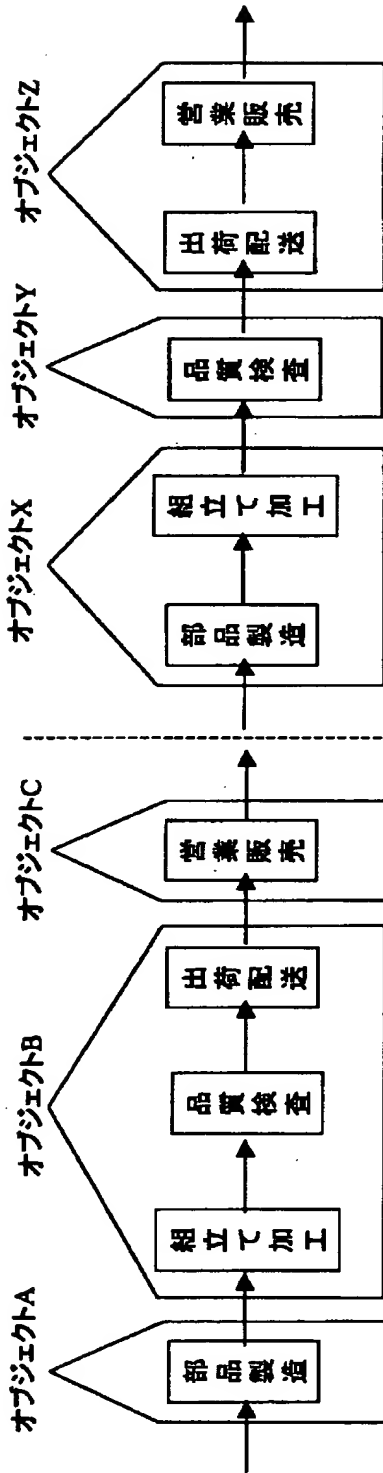 オブジェクトA
部品製造
オブジェクトB
組立て加工
品質検査
出荷配送
オブジェクトC
営業販売
オブジェクトX
部品製造
組立て加工
オブジェクトY
品質検査
オブジェクトZ
出荷配送
営業販売